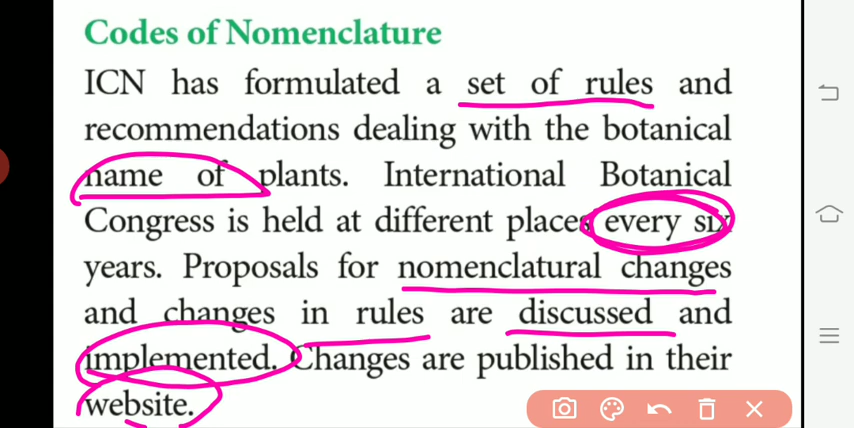 Codes of Nomenclature
ICN has formulated a set of rules and
recommendations dealing with the botanical
name of plants. International Botanical
Congress is held at different places every six
years. Proposals for nomenclatural changes
and changes in rules are discussed and
implemented. Changes are published in their
website.